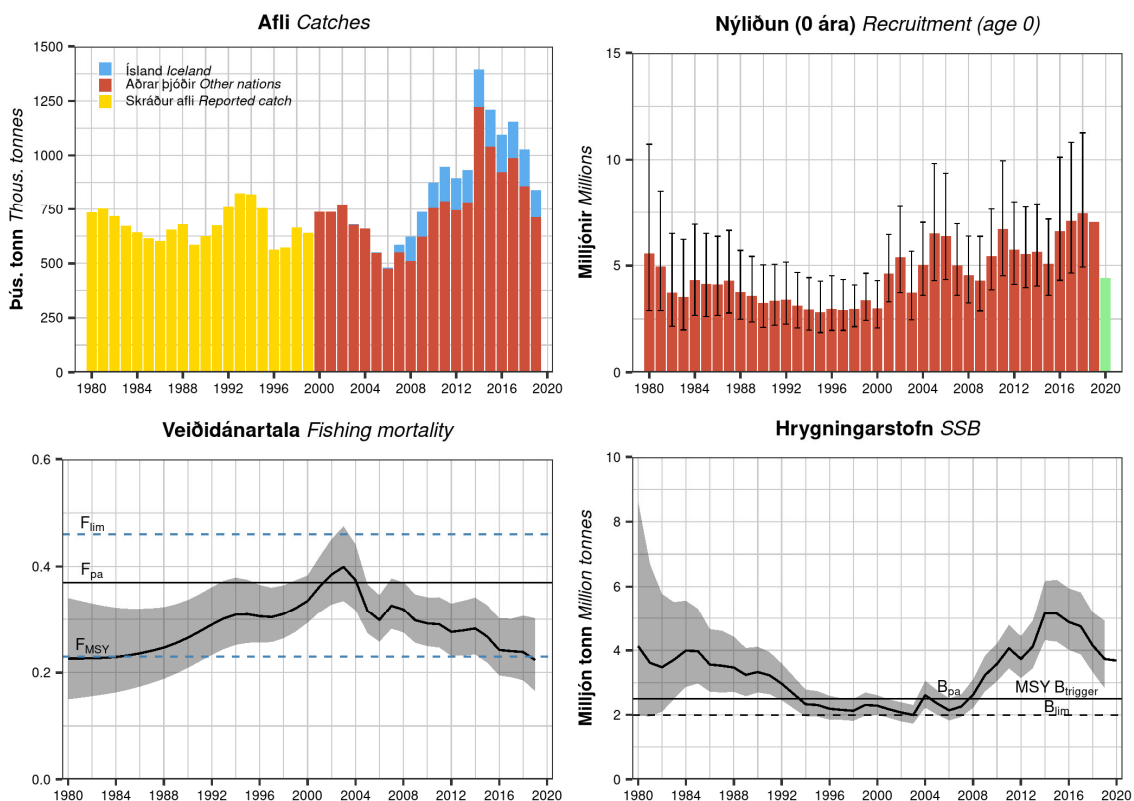 Afli Catches
Þús. tonn Thous. tonnes
1500
1250
1000
750
500
250
0
Ísland Iceland
Aðrar þjóðir Other nations
Skráður afli Reported catch
1980 1984 1988 1992 1996 2000 2004 2008 2012 2016 2020
Nýliðun (0 ára) Recruitment (age 0)
Milljónir Millions
15
10
5
0
1980 1984 1988 1992 1996 2000 2004 2008 2012 2016 2020
Veiðidánartala Fishing mortality
0.6
0.4
0.2
0.0
Flim
Fpa
FMSY
1980 1984 1988 1992 1996 2000 2004 2008 2012 2016 2020
Hrygningarstofn SSB
Milljón tonn Million tonnes
10
8
6
4
2
0
Bpa MSY Btrigger
Blim
1980 1984 1988 1992 1996 2000 2004 2008 2012 2016 2020